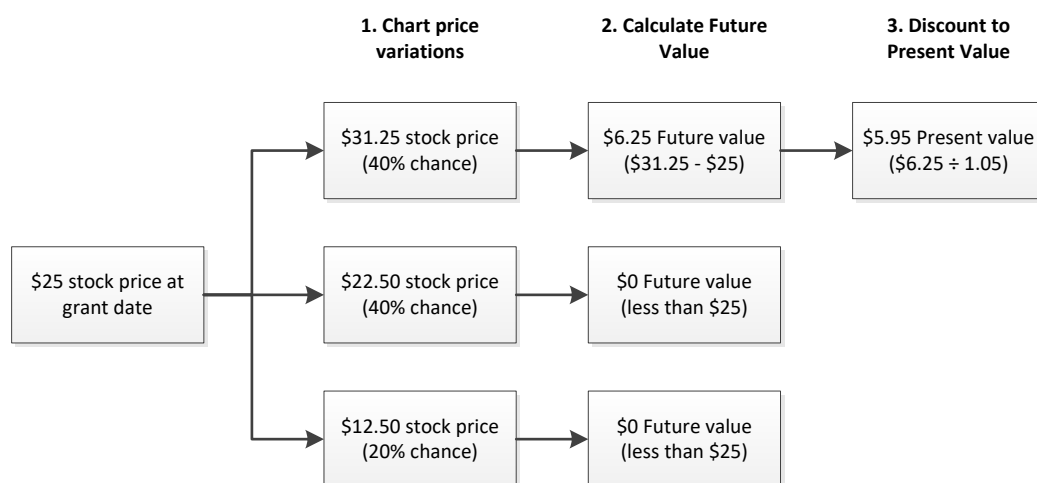 1. Chart price
variations
2. Calculate Future
Value
3. Discount to
Present Value
$31.25 stock price
(40% chance)
$6.25 Future value
($31.25 - $25)
$5.95 Present value
($6.25 ÷ 1.05)
$25 stock price at
grant date
$22.50 stock price
(40% chance)
$0 Future value
(less than $25)
$12.50 stock price
(20% chance)
$0 Future value
(less than $25)